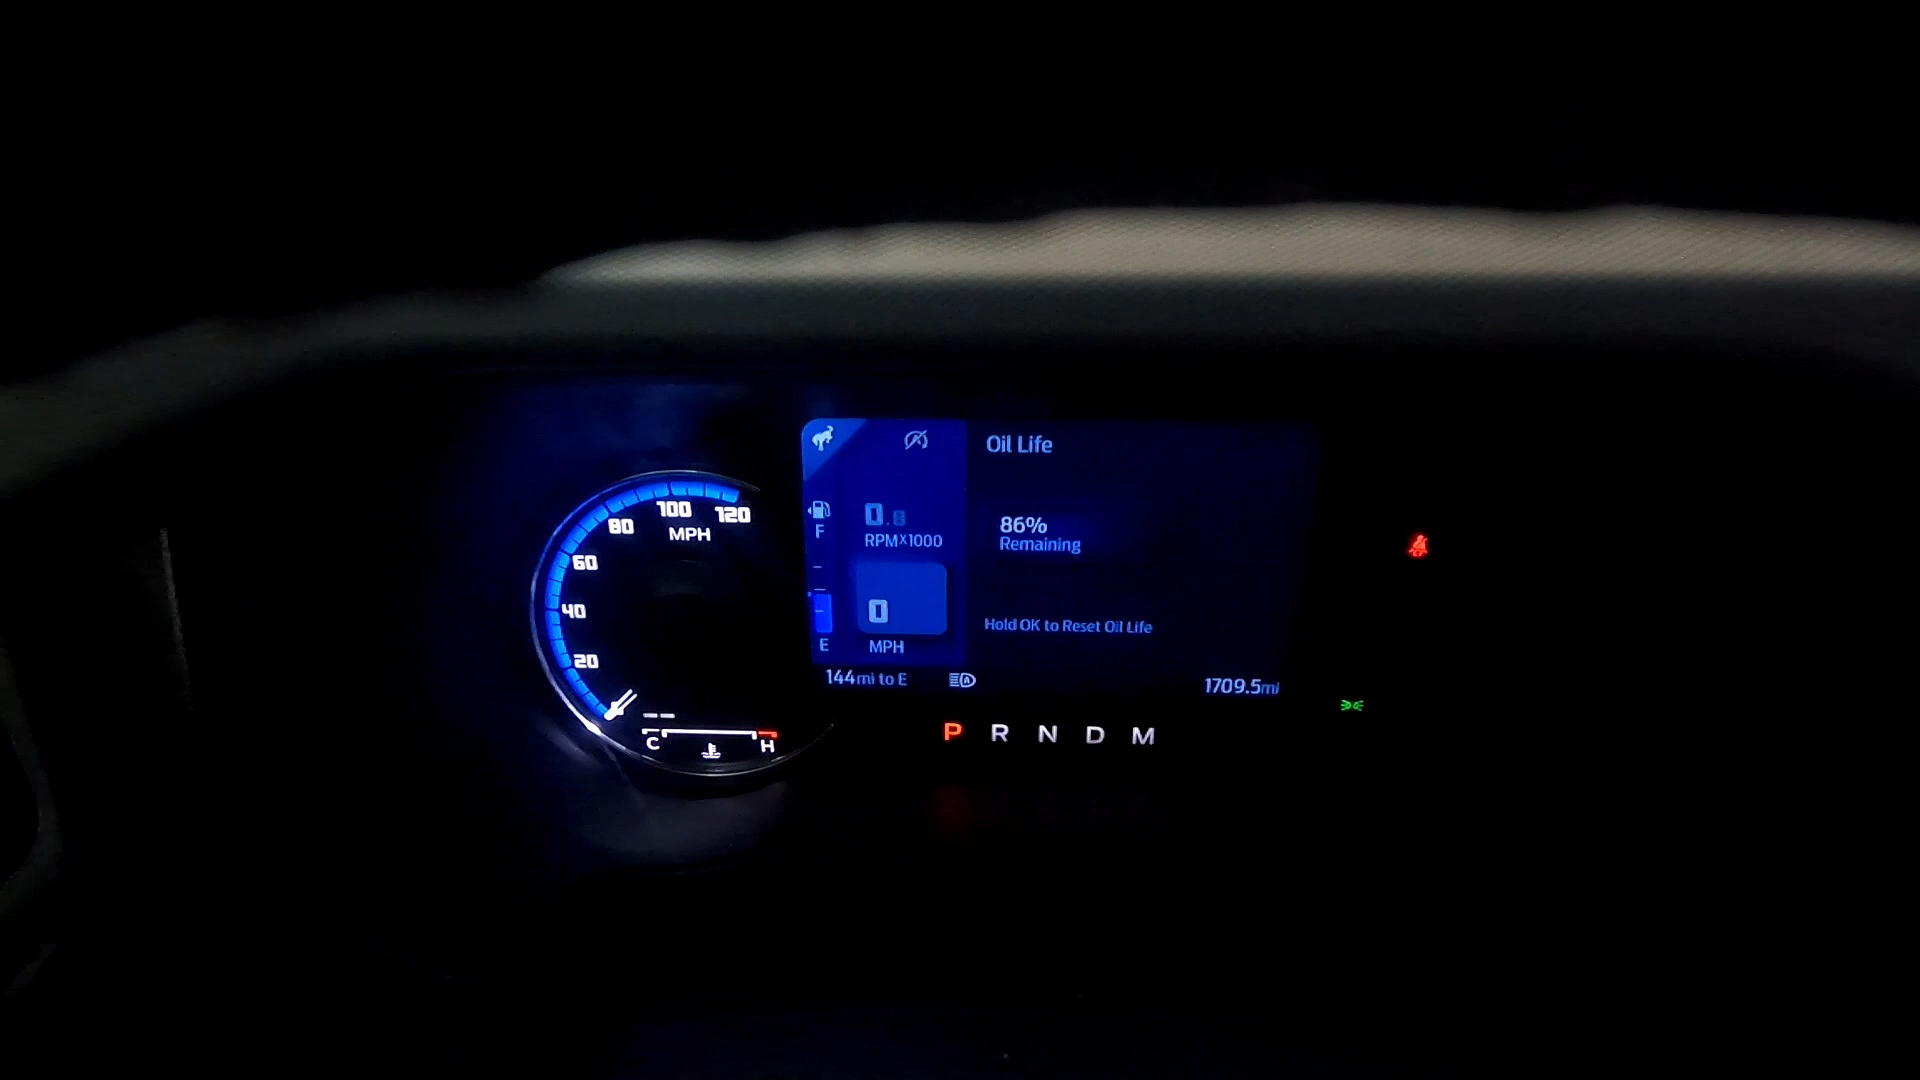 100
120
80
MPH
60
40
20
C
H
F
E
0.8
RPMx1000
0
MPH
144mi to E
Oil Life
86%
Remaining
Hold OK to Reset Oil Life
1709.5mi
P R N D M